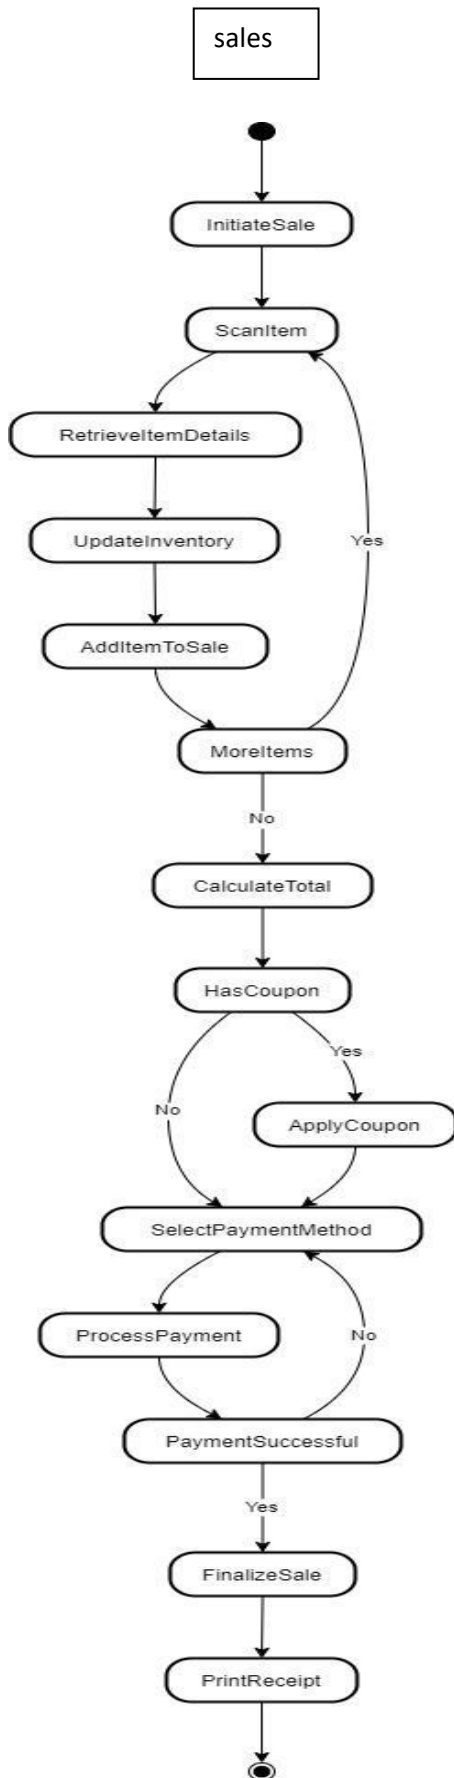 sales
InitiateSale
ScanItem
RetrieveItemDetails
UpdateInventory
Yes
AddItemToSale
MoreItems
No
CalculateTotal
HasCoupon
Yes
No
ApplyCoupon
SelectPaymentMethod
ProcessPayment
No
PaymentSuccessful
Yes
FinalizeSale
PrintReceipt